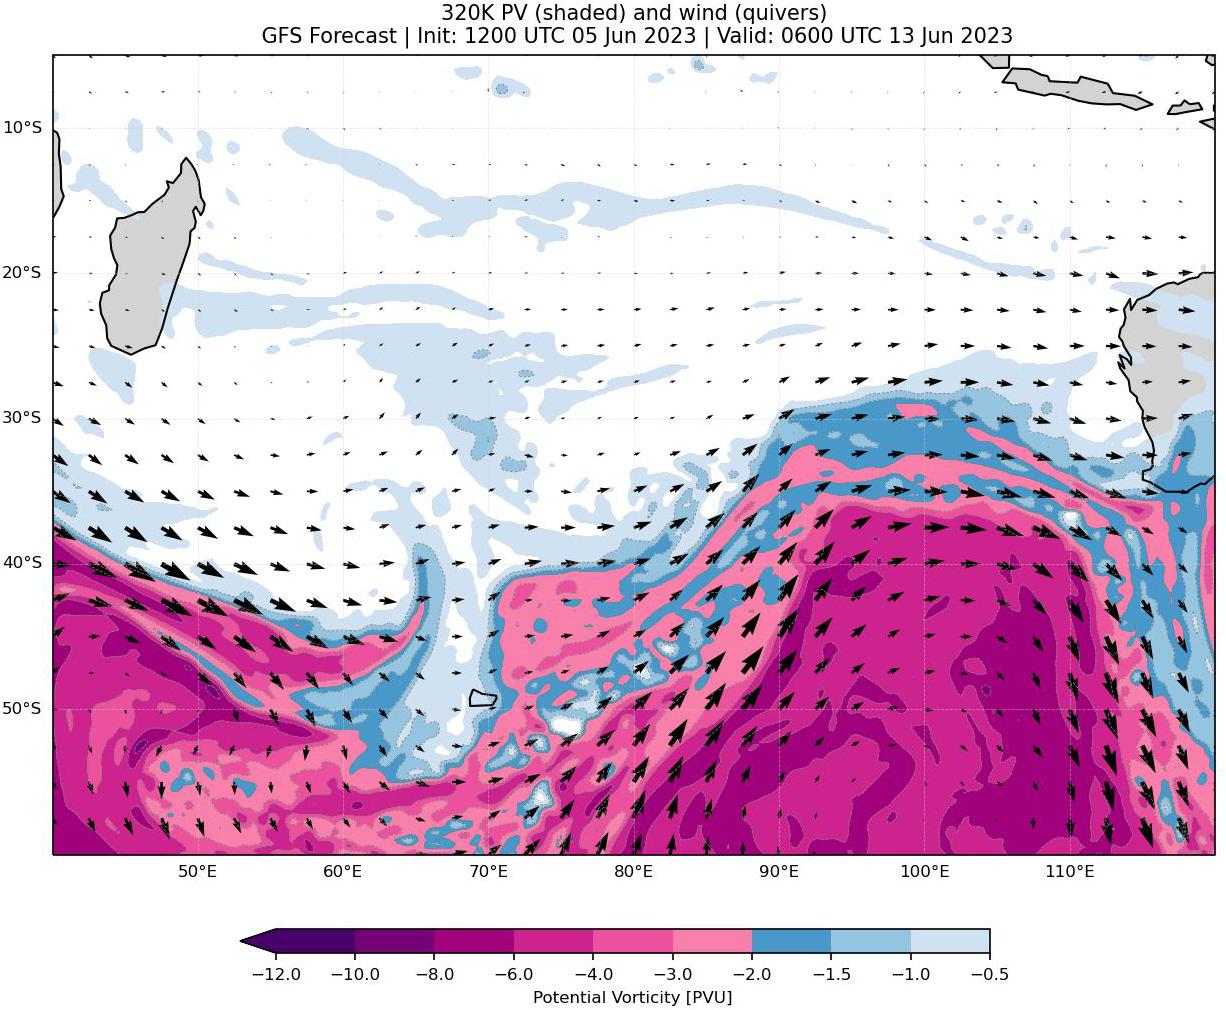 320K PV (shaded) and wind (quivers)
GFS Forecast | Init: 1200 UTC 05 Jun 2023 | Valid: 0600 UTC 13 Jun 2023
10°S
20°S
30°S
40°S
50°S
50°E 60°E 70°E 80°E 90°E 100°E 110°E
−12.0 −10.0 −8.0 −6.0 −4.0 −3.0 −2.0 −1.5 −1.0 −0.5
Potential Vorticity [PVU]